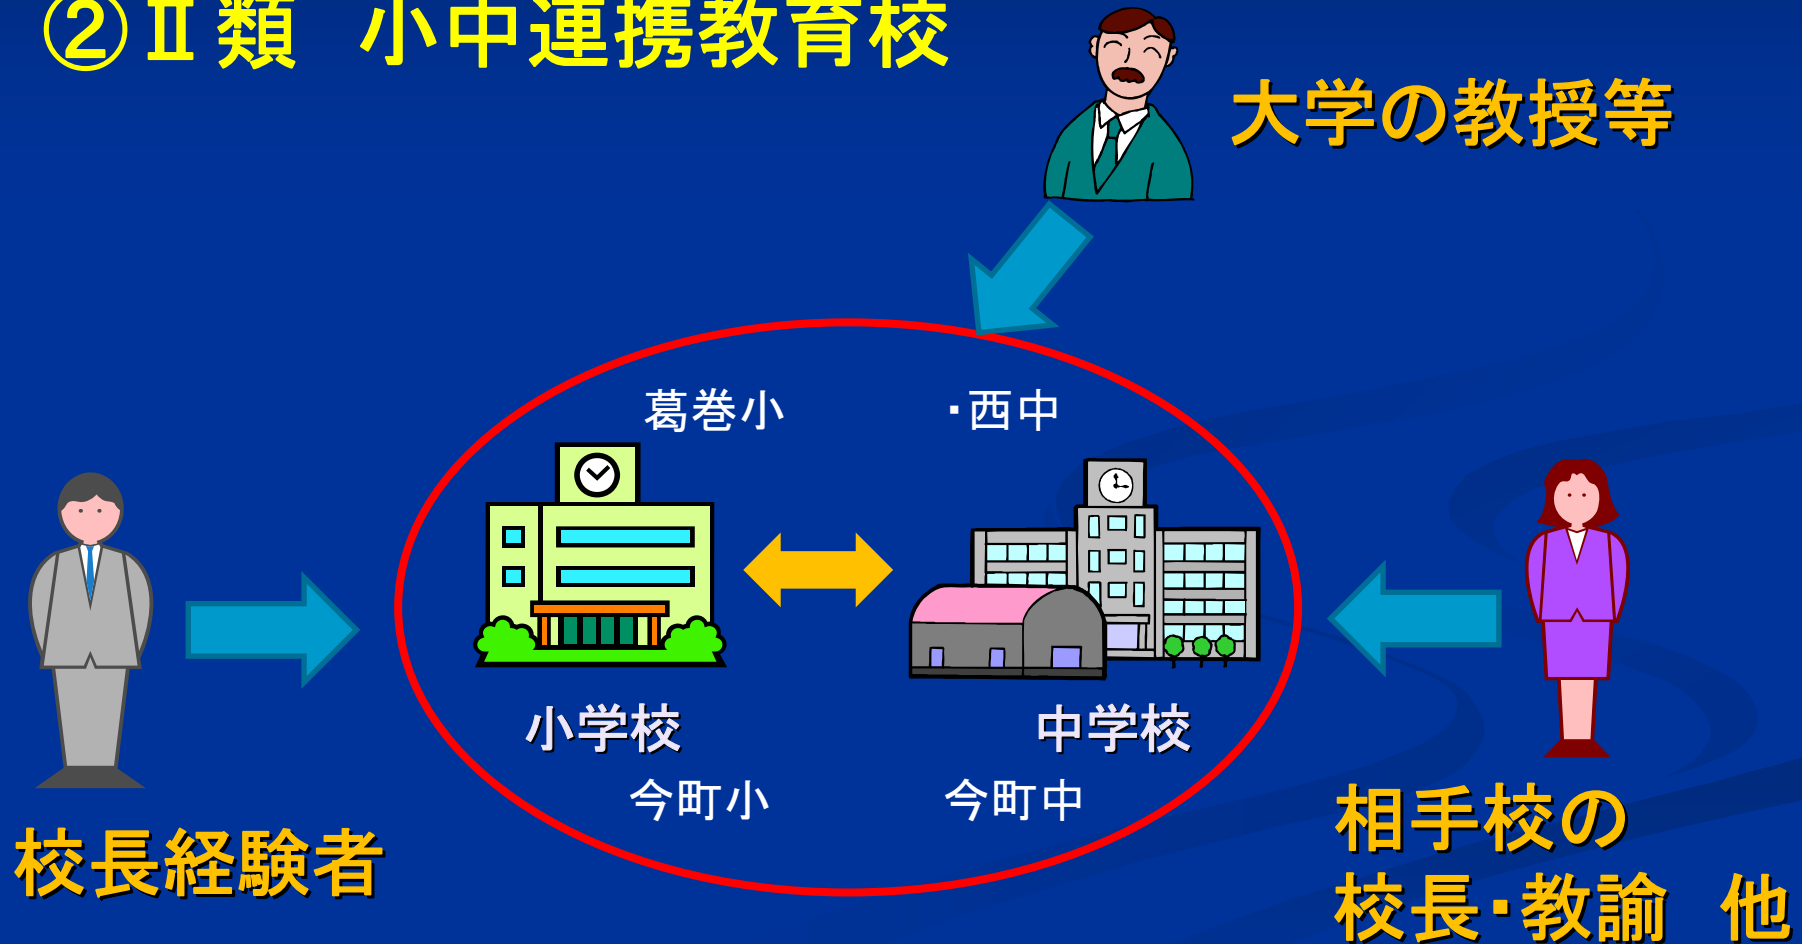 ②Ⅱ類　小中連携教育校
大学の教授等
葛巻小　・西中
小学校　中学校
今町小　今町中
校長経験者
相手校の
校長・教諭　他